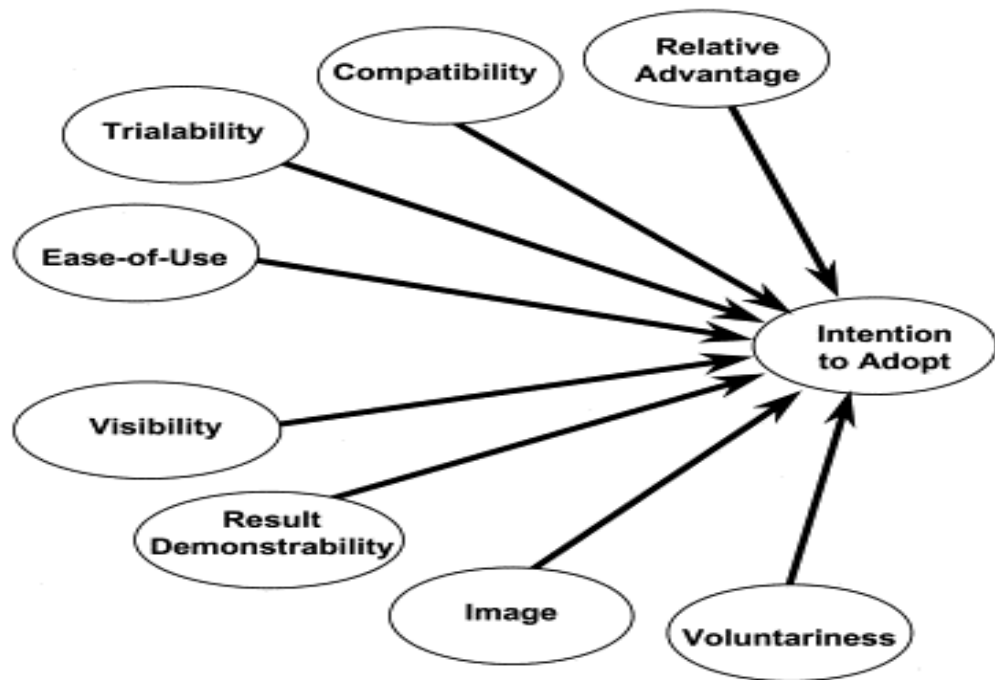 Relative
Advantage
Compatibility
Trialability
Ease-of-Use
Intention
to Adopt
Visibility
Result
Demonstrability
Image
Voluntariness